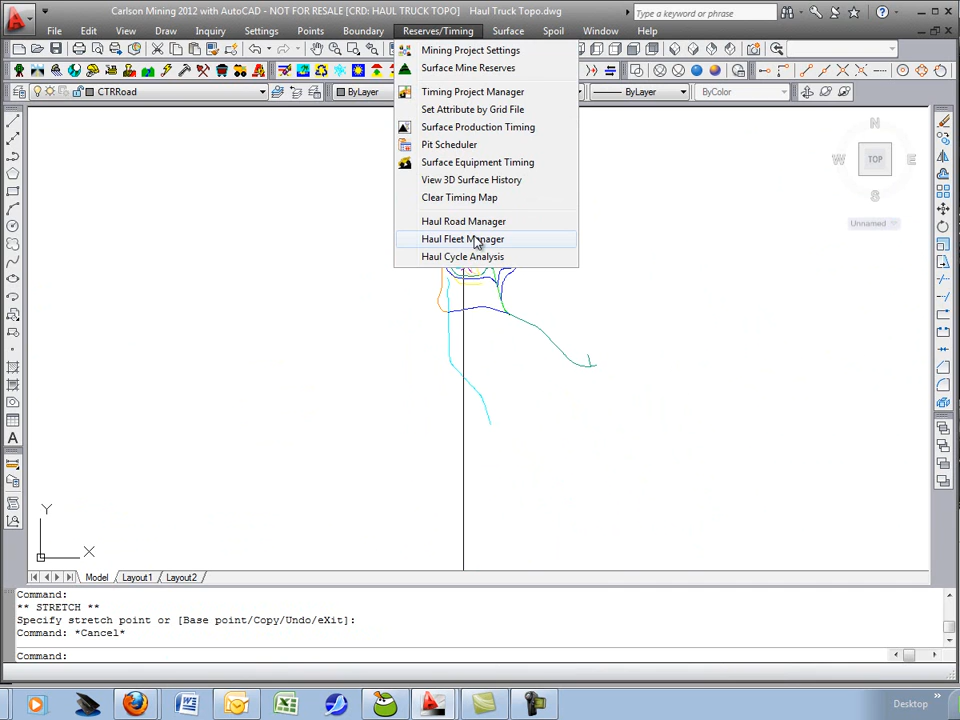 Carlson Mining 2012 with AutoCAD - NOT FOR RESALE [CRD: HAUL TRUCK TOPO]    Haul Truck Topo.dwg
Type a keyword or phrase
File Edit View Draw Inquiry Settings Points Boundary Reserves/Timing Surface Spoil Window Help
CTRRoad
ByLayer
ByLayer
ByColor
Mining Project Settings
Surface Mine Reserves
Timing Project Manager
Set Attribute by Grid File
Surface Production Timing
Pit Scheduler
Surface Equipment Timing
View 3D Surface History
Clear Timing Map
Haul Road Manager
Haul Fleet Manager
Haul Cycle Analysis
N
W TOP E
S
Unnamed
A
Y
X
Model Layout1 Layout2
Command:
** STRETCH **
Specify stretch point or [Base point/Copy/Undo/eXit]:
Command: *Cancel*
Command:
Desktop